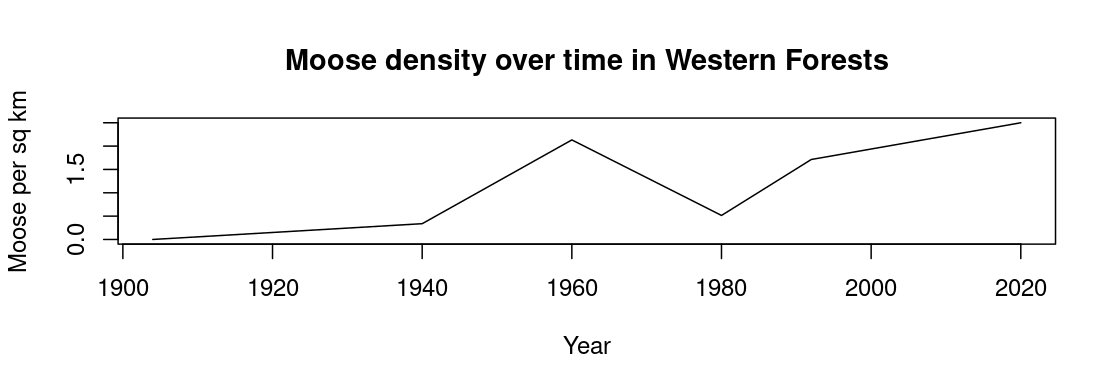 Moose density over time in Western Forests
Moose per sq km
1.5
0.0
1900 1920 1940 1960 1980 2000 2020
Year